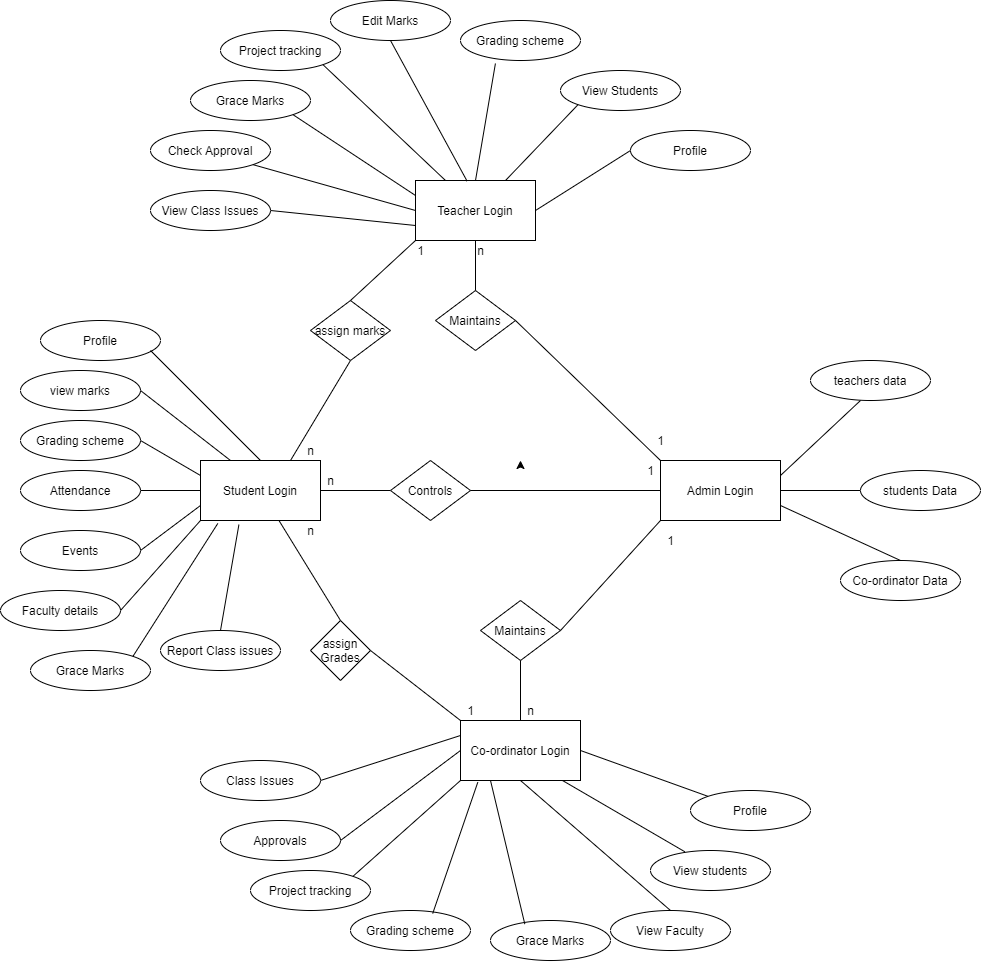 Edit Marks
Grading scheme
Project tracking
View Students
Grace Marks
Check Approval
Profile
View Class Issues
Teacher Login
1
n
assign marks
Maintains
Profile
view marks
teachers data
Grading scheme
1
n
1
n
Attendance
Student Login
Controls
Admin Login
students Data
n
1
Events
Co-ordinator Data
Faculty details
Maintains
Report Class issues
assign
Grades
Grace Marks
1
n
Co-ordinator Login
Class Issues
Profile
Approvals
View students
Project tracking
Grading scheme
Grace Marks
View Faculty